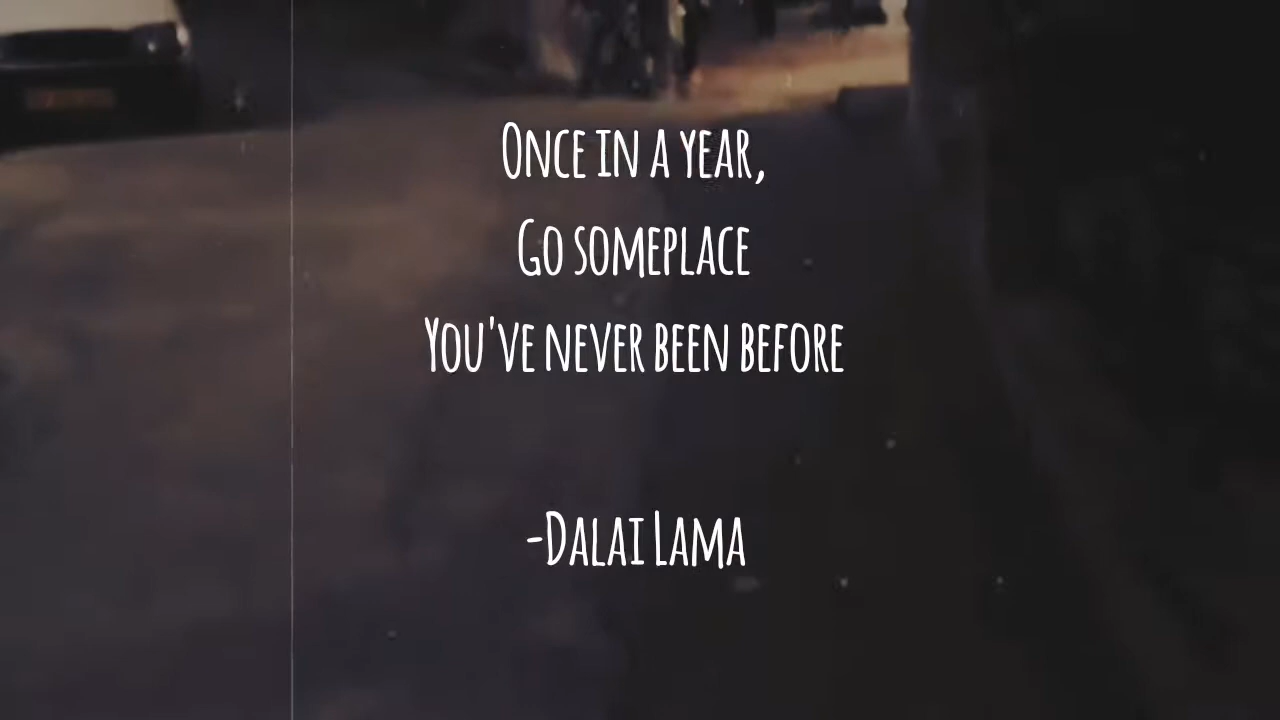 Once in a year,
Go someplace
You've never been before
-Dalai Lama